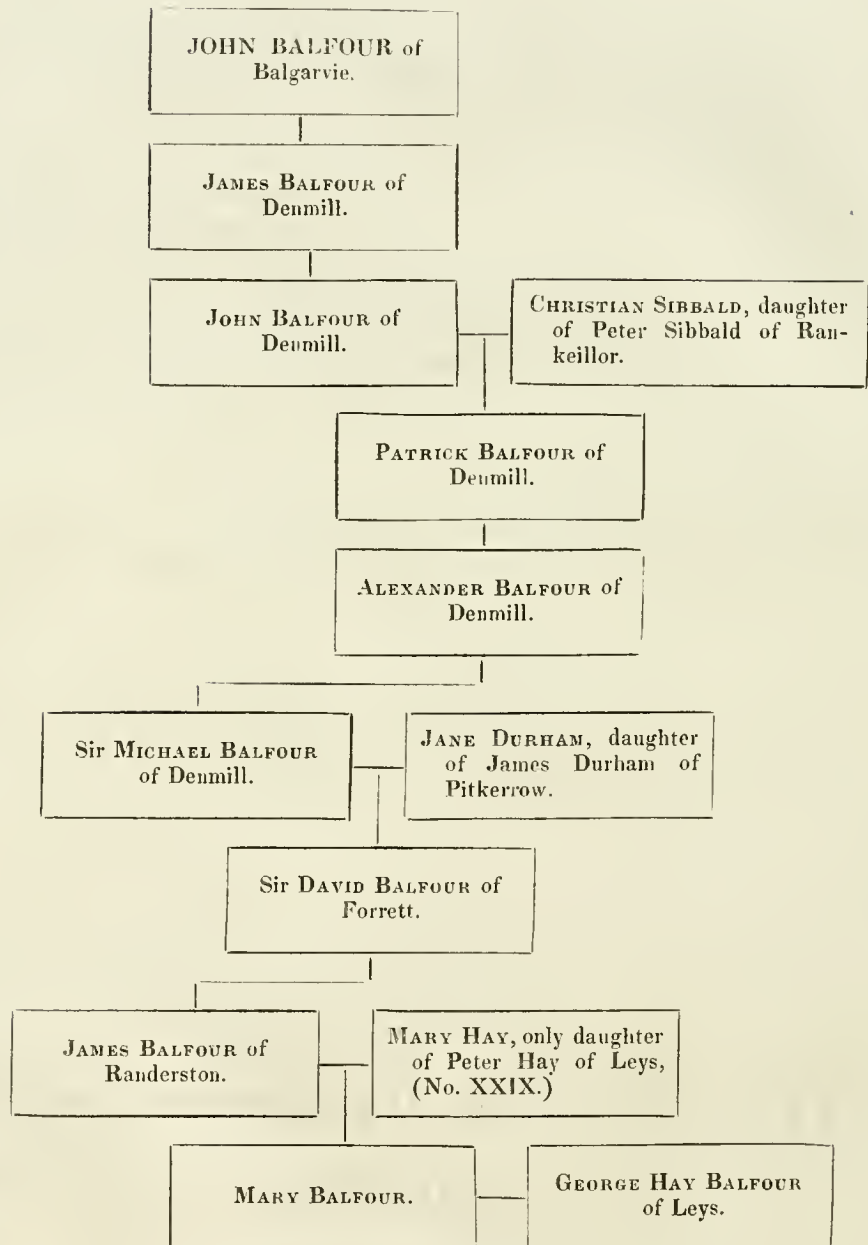 JOHN BALFOUR of
Balgarvie.
JAMES BALFOUR of
Denmill.
JOHN BALFOUR of
Denmill.
CHRISTIAN SIBBALD, daughter
of Peter Sibbald of Ran-
keillor.
PATRICK BALFOUR of
Denmill.
ALEXANDER BALFOUR of
Denmill.
Sir MICHAEL BALFOUR
of Denmill.
JANE DURHAM, daughter
of James Durham of
Pitkerrow.
Sir DAVID BALFOUR of
Forrett.
JAMES BALFOUR of
Randerston.
MARY HAY, only daughter
of Peter Hay of Leys,
(No. XXIX.)
MARY BALFOUR.
GEORGE HAY BALFOUR
of Leys.